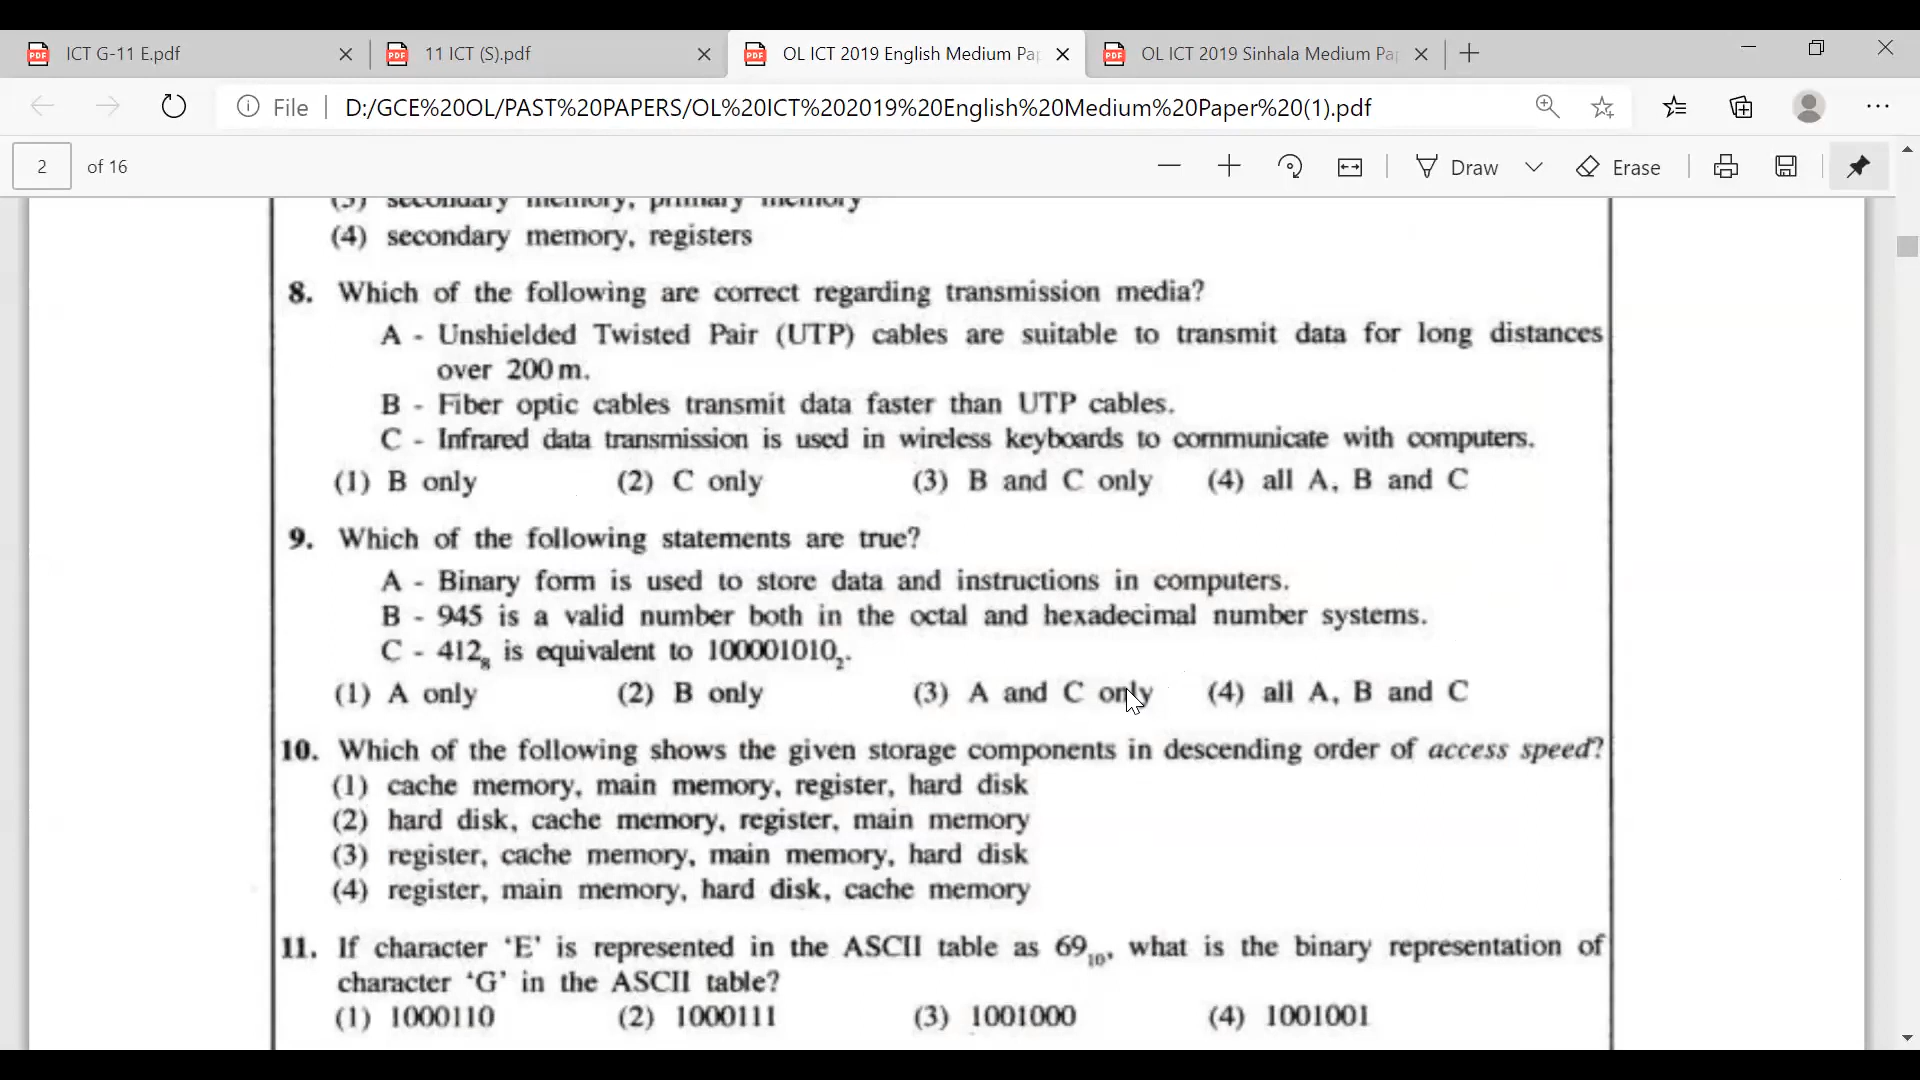 ICT G-11 E.pdf
11 ICT (S).pdf
OL ICT 2019 English Medium Pa
OL ICT 2019 Sinhala Medium Pa
File D:/GCE%20OL/PAST%20PAPERS/OL%20ICT%202019%20English%20Medium%20Paper%20(1).pdf
2 of 16 Draw Erase
(3) secondary memory, primary memory
(4) secondary memory, registers
8. Which of the following are correct regarding transmission media?
A - Unshielded Twisted Pair (UTP) cables are suitable to transmit data for long distances
over 200 m.
B - Fiber optic cables transmit data faster than UTP cables.
C - Infrared data transmission is used in wireless keyboards to communicate with computers.
(1) B only (2) C only (3) B and C only (4) all A, B and C
9. Which of the following statements are true?
A - Binary form is used to store data and instructions in computers.
B - 945 is a valid number both in the octal and hexadecimal number systems.
C - 412₈ is equivalent to 100001010₂.
(1) A only (2) B only (3) A and C only (4) all A, B and C
10. Which of the following shows the given storage components in descending order of access speed?
(1) cache memory, main memory, register, hard disk
(2) hard disk, cache memory, register, main memory
(3) register, cache memory, main memory, hard disk
(4) register, main memory, hard disk, cache memory
11. If character ‘E’ is represented in the ASCII table as 69₁₀, what is the binary representation of
character ‘G’ in the ASCII table?
(1) 1000110 (2) 1000111 (3) 1001000 (4) 1001001